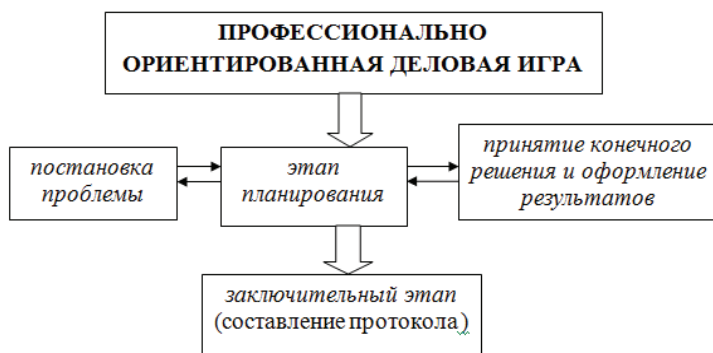 ПРОФЕССИОНАЛЬНО
ОРИЕНТИРОВАННАЯ ДЕЛОВАЯ ИГРА
постановка
проблемы
этап
планирования
принятие конечного
решения и оформление
результатов
заключительный этап
(составление протокола)